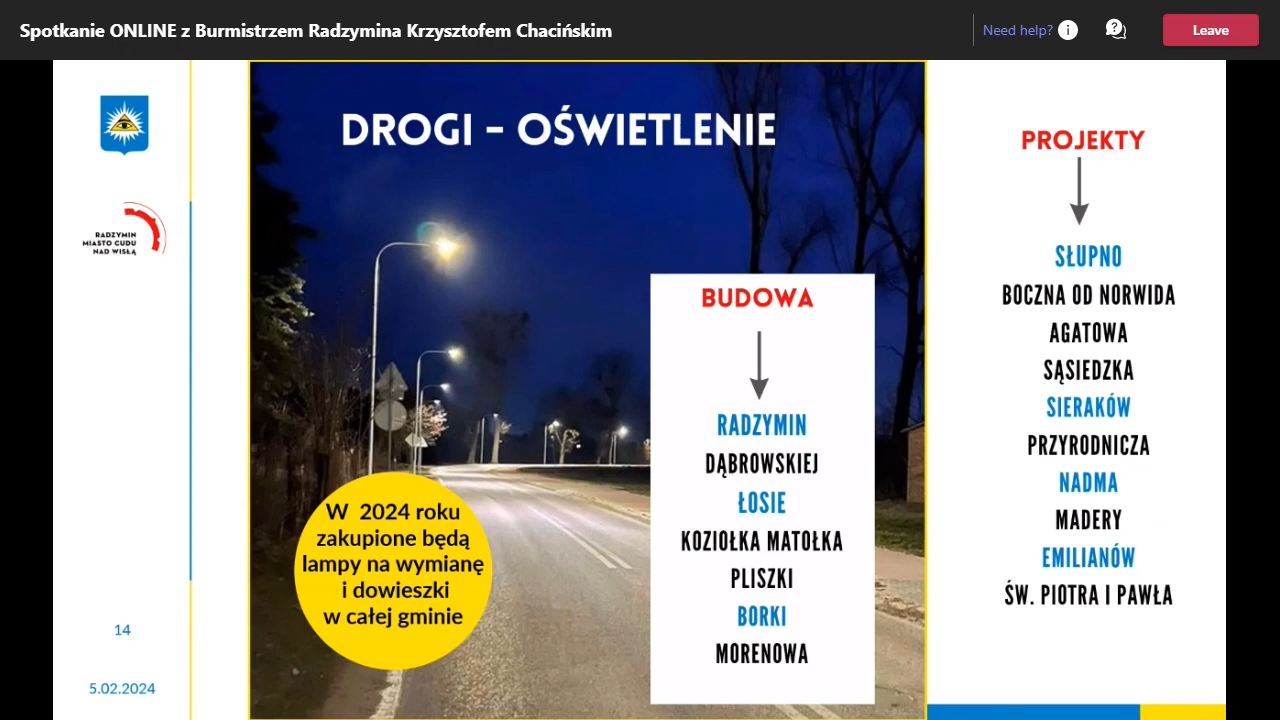 Spotkanie ONLINE z Burmistrzem Radzymina Krzysztofem Chacińskim
Need help?
Leave
RADZYMIN
MIASTO CUDU
NAD WISŁĄ
14
5.02.2024
DROGI - OŚWIETLENIE
W 2024 roku
zakupione będą
lampy na wymianę
i dowieszki
w całej gminie
BUDOWA
RADZYMIN
DĄBROWSKIEJ
ŁOSIE
KOZIOŁKA MATOŁKA
PLISZKI
BORKI
MORENOWA
PROJEKTY
SŁUPNO
BOCZNA OD NORWIDA
AGATOWA
SĄSIEDZKA
SIERAKÓW
PRZYRODNICZA
NADMA
MADERY
EMILIANÓW
ŚW. PIOTRA I PAWŁA